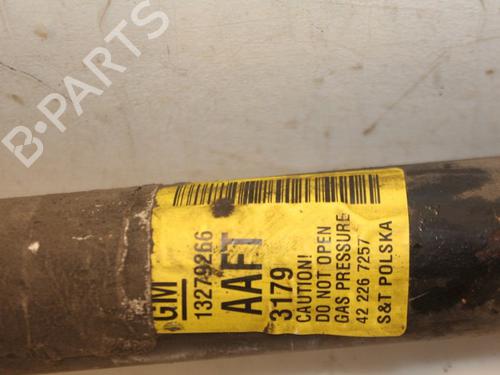 B-PARTS
GM
13279266
AAFT
3179
CAUTION!
DO NOT OPEN
GAS PRESSURE
42 226 7257
S&T POLSKA